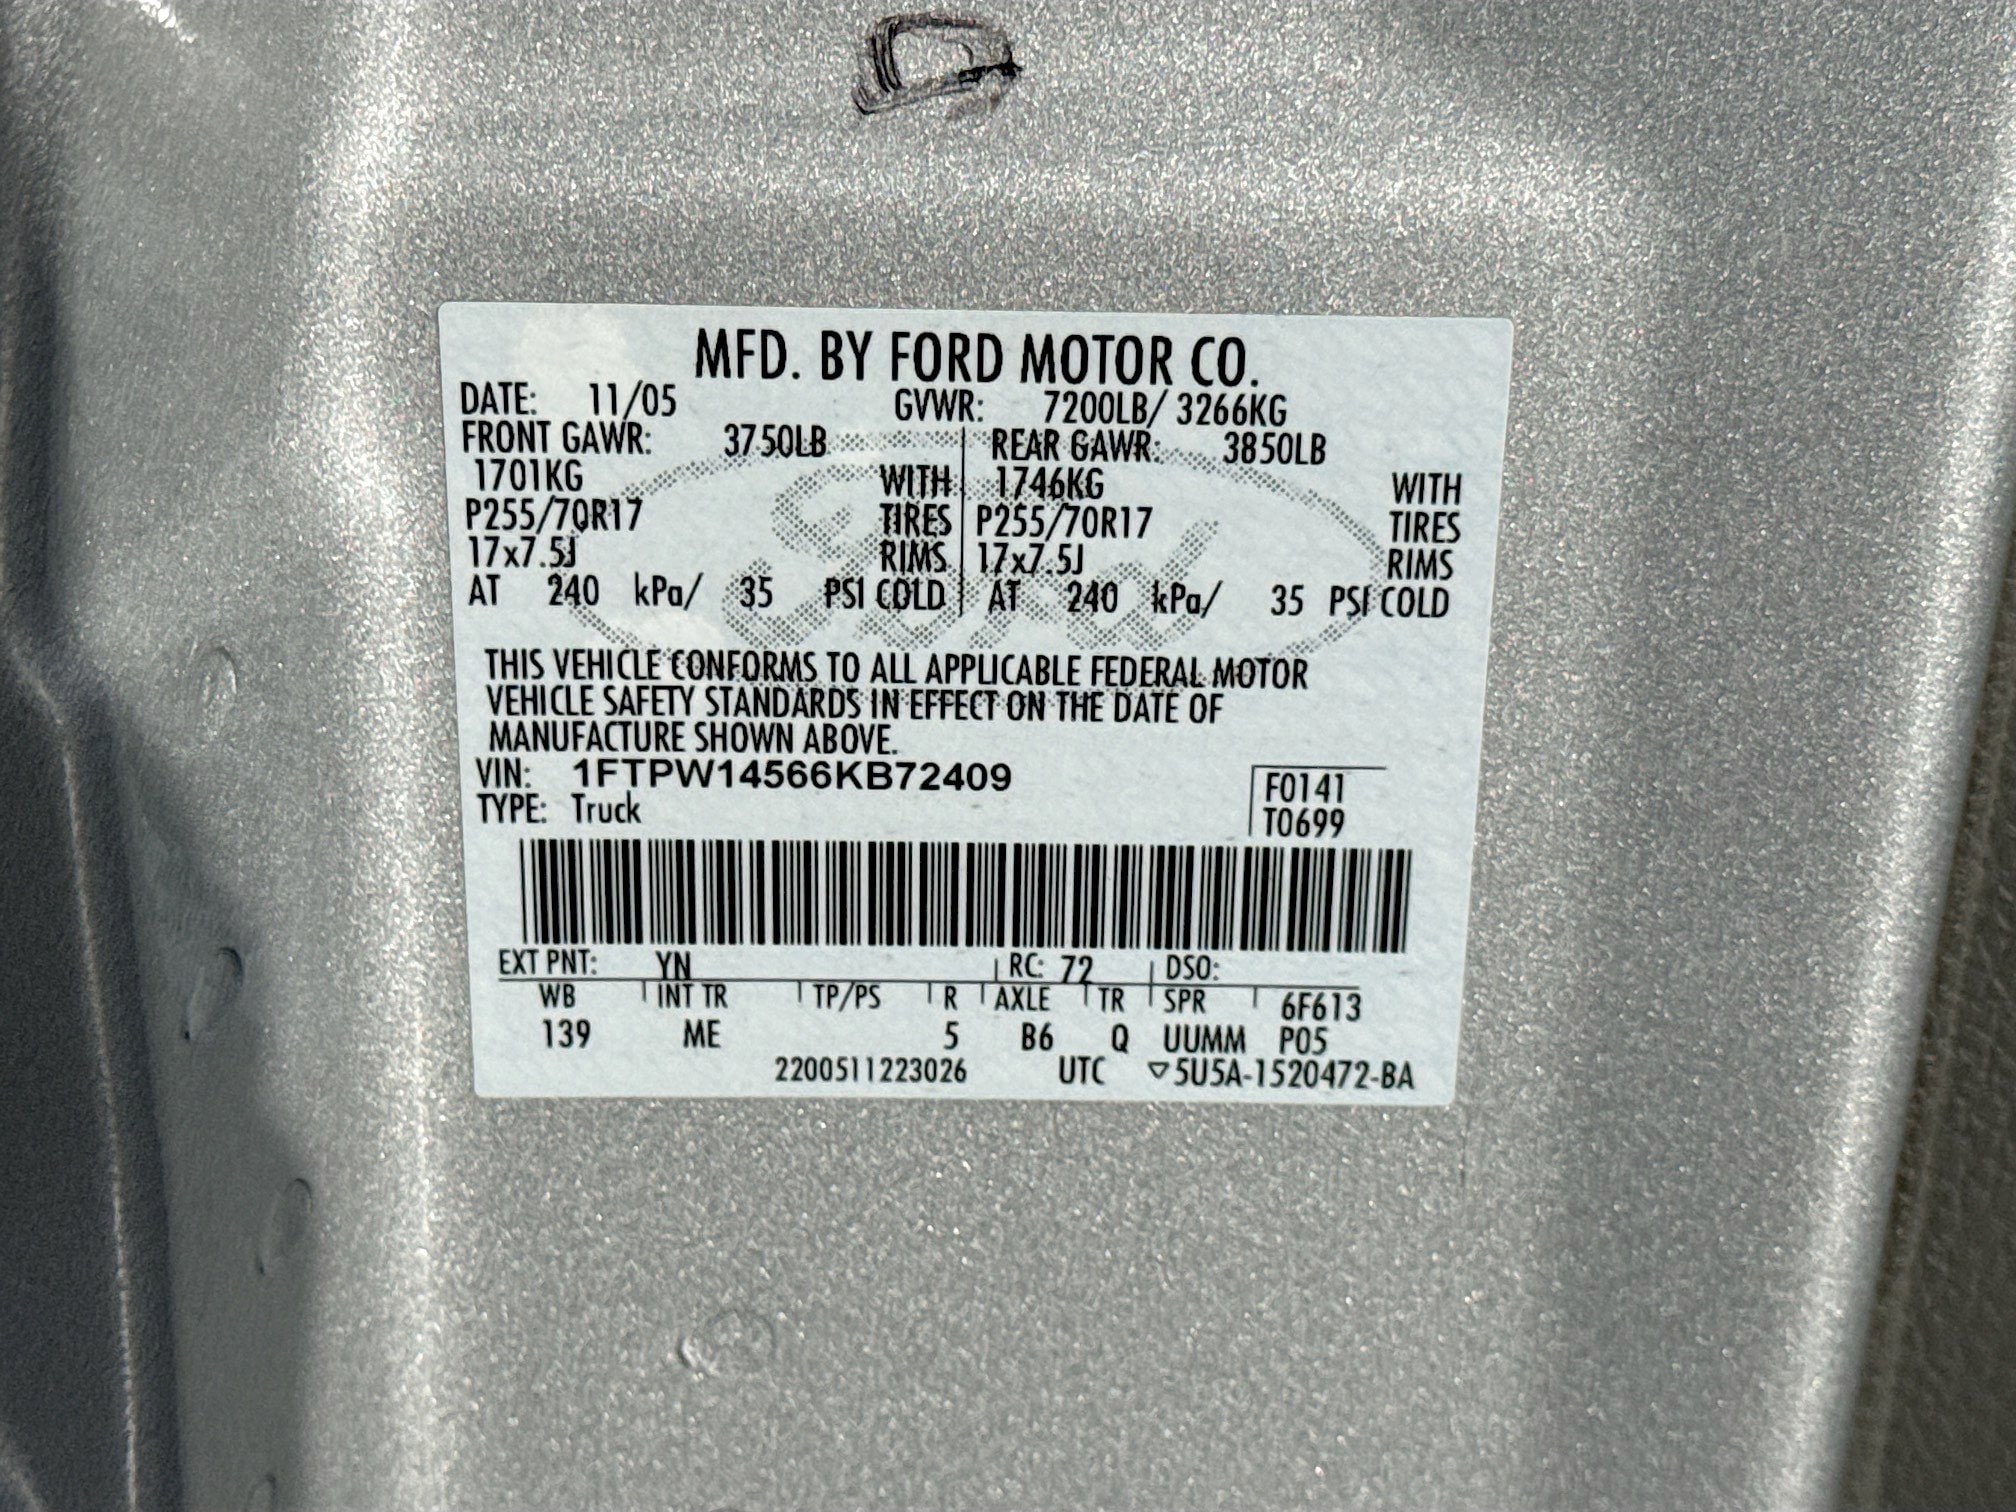 MFD. BY FORD MOTOR CO.
DATE: 11/05 GVWR: 7200LB/ 3266KG
FRONT GAWR: 3750LB REAR GAWR: 3850LB
1701KG WITH 1746KG WITH
P255/70R17 TIRES P255/70R17 TIRES
17x7.5J RIMS 17x7.5J RIMS
AT 240 kPa/ 35 PSI COLD AT 240 kPa/ 35 PSI COLD
Ford
THIS VEHICLE CONFORMS TO ALL APPLICABLE FEDERAL MOTOR
VEHICLE SAFETY STANDARDS IN EFFECT ON THE DATE OF
MANUFACTURE SHOWN ABOVE.
VIN: 1FTPW14566KB72409 F0141
TYPE: Truck T0699
EXT PNT: YN RC: 72 DSO:
WB INT TR TP/PS R AXLE TR SPR 6F613
139 ME 5 B6 Q UUMM P05
2200511223026 UTC ▽5U5A-1520472-BA